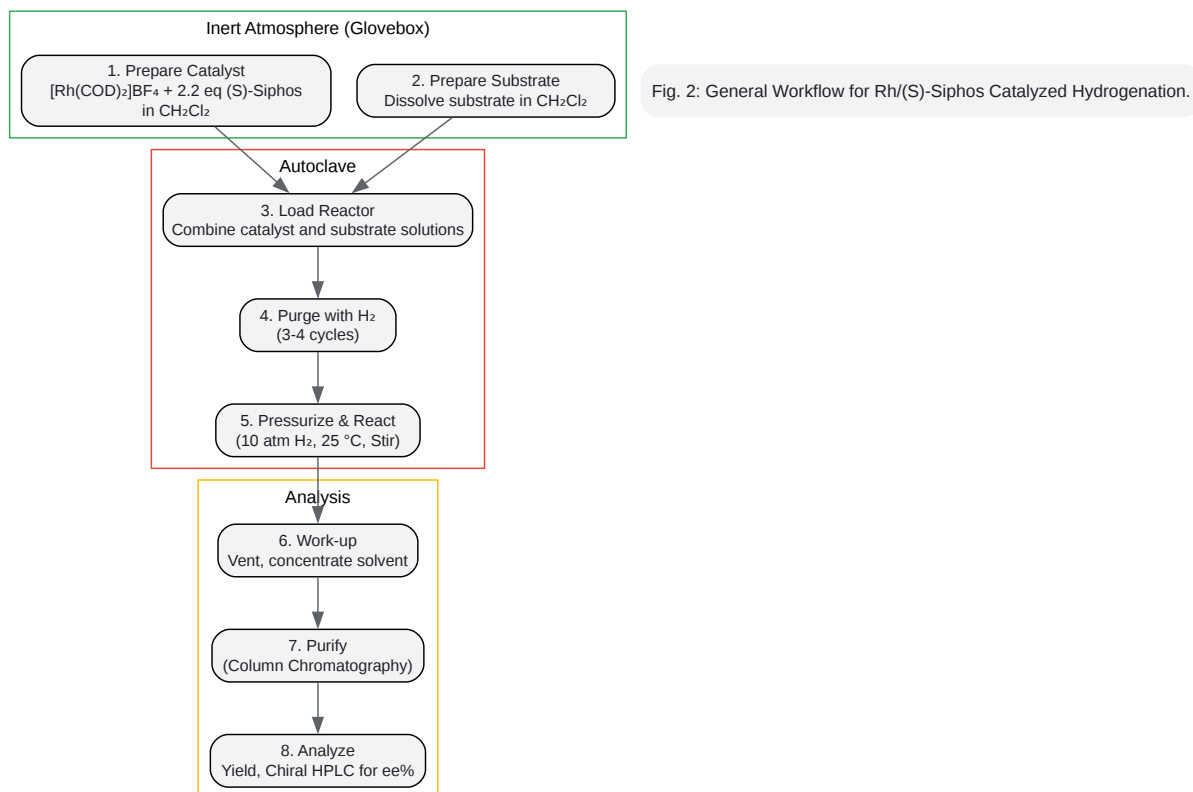 Inert Atmosphere (Glovebox)
1. Prepare Catalyst
[Rh(COD)₂]BF₄ + 2.2 eq (S)-Siphos
in CH₂Cl₂
2. Prepare Substrate
Dissolve substrate in CH₂Cl₂
Fig. 2: General Workflow for Rh/(S)-Siphos Catalyzed Hydrogenation.
Autoclave
3. Load Reactor
Combine catalyst and substrate solutions
4. Purge with H₂
(3-4 cycles)
5. Pressurize & React
(10 atm H₂, 25 °C, Stir)
Analysis
6. Work-up
Vent, concentrate solvent
7. Purify
(Column Chromatography)
8. Analyze
Yield, Chiral HPLC for ee%